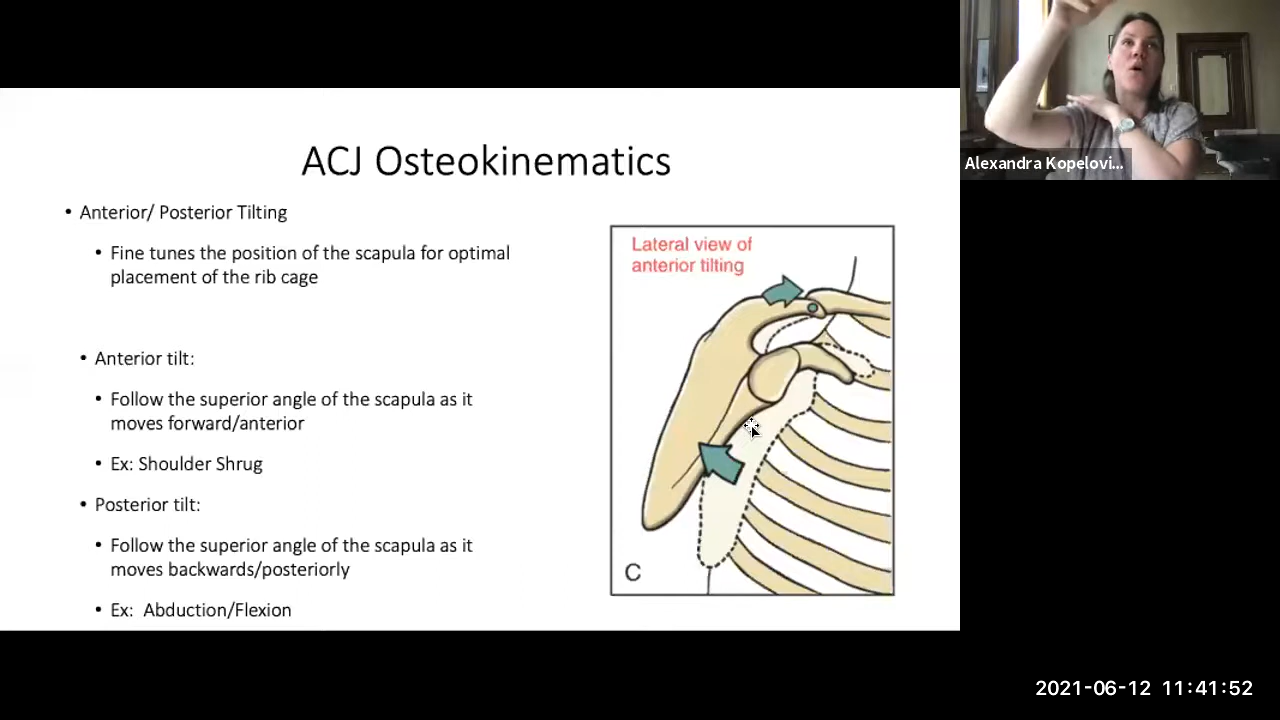 ACJ Osteokinematics
• Anterior/ Posterior Tilting
• Fine tunes the position of the scapula for optimal
placement of the rib cage
• Anterior tilt:
• Follow the superior angle of the scapula as it
moves forward/anterior
• Ex: Shoulder Shrug
• Posterior tilt:
• Follow the superior angle of the scapula as it
moves backwards/posteriorly
• Ex: Abduction/Flexion
Lateral view of
anterior tilting
C
Alexandra Kopelovi...
2021-06-12 11:41:52